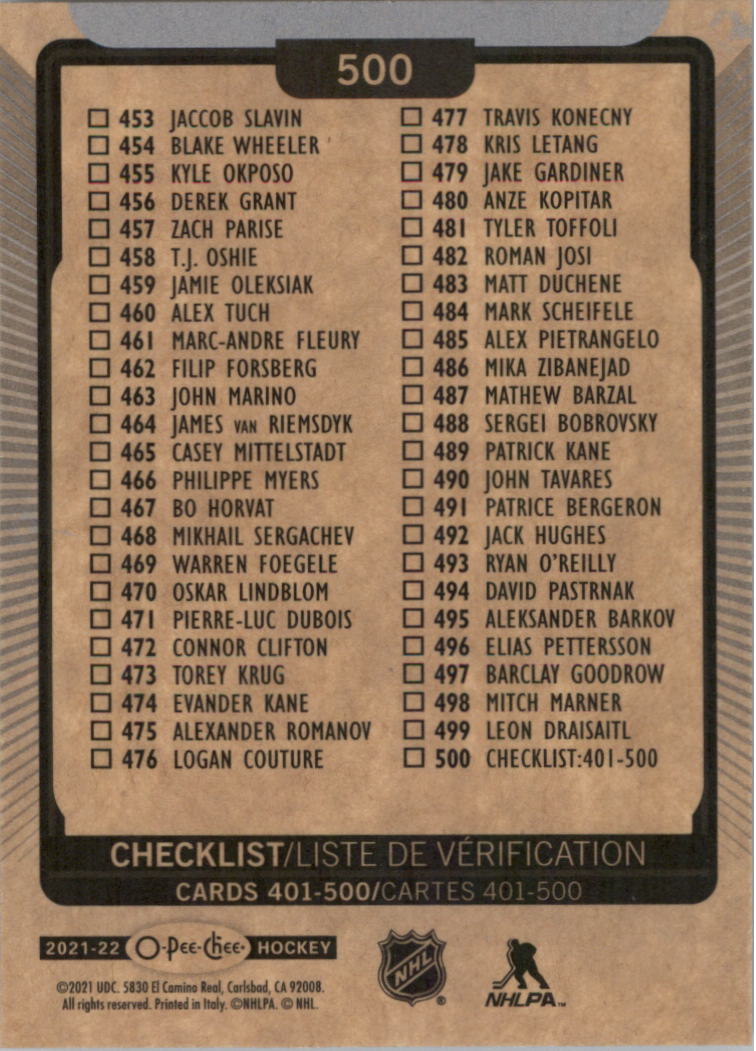 500
453 JACCOB SLAVIN
454 BLAKE WHEELER
455 KYLE OKPOSO
456 DEREK GRANT
457 ZACH PARISE
458 T.J. OSHIE
459 JAMIE OLEKSIAK
460 ALEX TUCH
461 MARC-ANDRE FLEURY
462 FILIP FORSBERG
463 JOHN MARINO
464 JAMES VAN RIEMSDYK
465 CASEY MITTELSTADT
466 PHILIPPE MYERS
467 BO HORVAT
468 MIKHAIL SERGACHEV
469 WARREN FOEGELE
470 OSKAR LINDBLOM
471 PIERRE-LUC DUBOIS
472 CONNOR CLIFTON
473 TOREY KRUG
474 EVANDER KANE
475 ALEXANDER ROMANOV
476 LOGAN COUTURE
477 TRAVIS KONECNY
478 KRIS LETANG
479 JAKE GARDINER
480 ANZE KOPITAR
481 TYLER TOFFOLI
482 ROMAN JOSI
483 MATT DUCHENE
484 MARK SCHEIFELE
485 ALEX PIETRANGELO
486 MIKA ZIBANEJAD
487 MATHEW BARZAL
488 SERGEI BOBROVSKY
489 PATRICK KANE
490 JOHN TAVARES
491 PATRICE BERGERON
492 JACK HUGHES
493 RYAN O'REILLY
494 DAVID PASTRNAK
495 ALEKSANDER BARKOV
496 ELIAS PETTERSSON
497 BARCLAY GOODROW
498 MITCH MARNER
499 LEON DRAISAITL
500 CHECKLIST:401-500
CHECKLIST/LISTE DE VÉRIFICATION
CARDS 401-500/CARTES 401-500
2021-22 O-Pee-Chee HOCKEY
©2021 UDC. 5830 El Camino Real, Carlsbad, CA 92008.
All rights reserved. Printed in Italy. ©NHLPA. © NHL.
NHL ®
NHLPA™